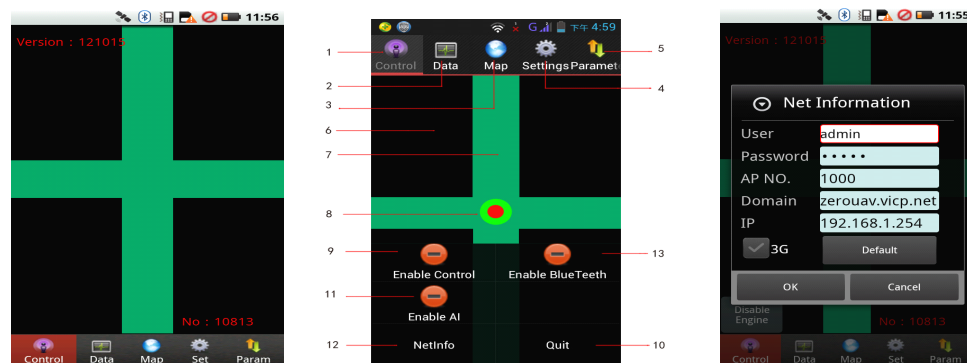 11:56
Version : 121015
No : 10813
Control Data Map Set Param
G 下午 4:59
Control Data Map Settings Paramet
1
2
3
4
5
6
7
8
9
10
11
12
13
Enable Control Enable BlueTeeth
Enable AI
NetInfo Quit
11:55
Version : 12101
Net Information
User admin
Password •••••
AP NO. 1000
Domain zerouav.vicp.net
IP 192.168.1.254
3G Default
OK Cancel
Disable
Engine
No : 10813
Control Data Map Set Param